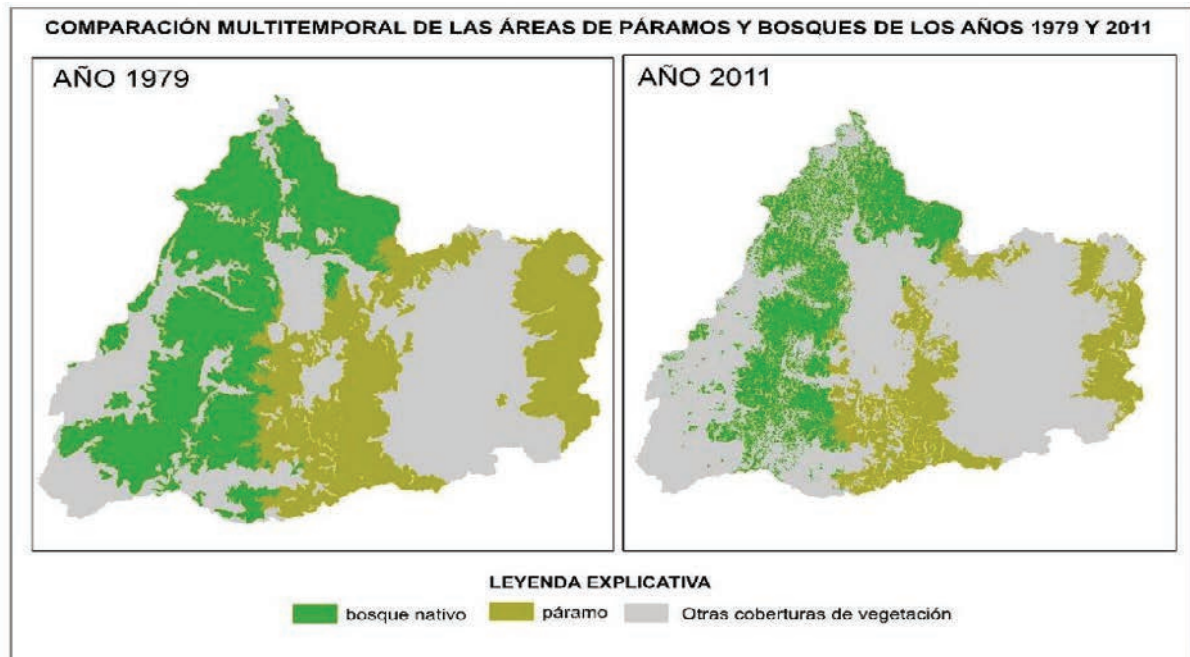 COMPARACIÓN MULTITEMPORAL DE LAS ÁREAS DE PÁRAMOS Y BOSQUES DE LOS AÑOS 1979 Y 2011
AÑO 1979
AÑO 2011
LEYENDA EXPLICATIVA
bosque nativo
páramo
Otras coberturas de vegetación